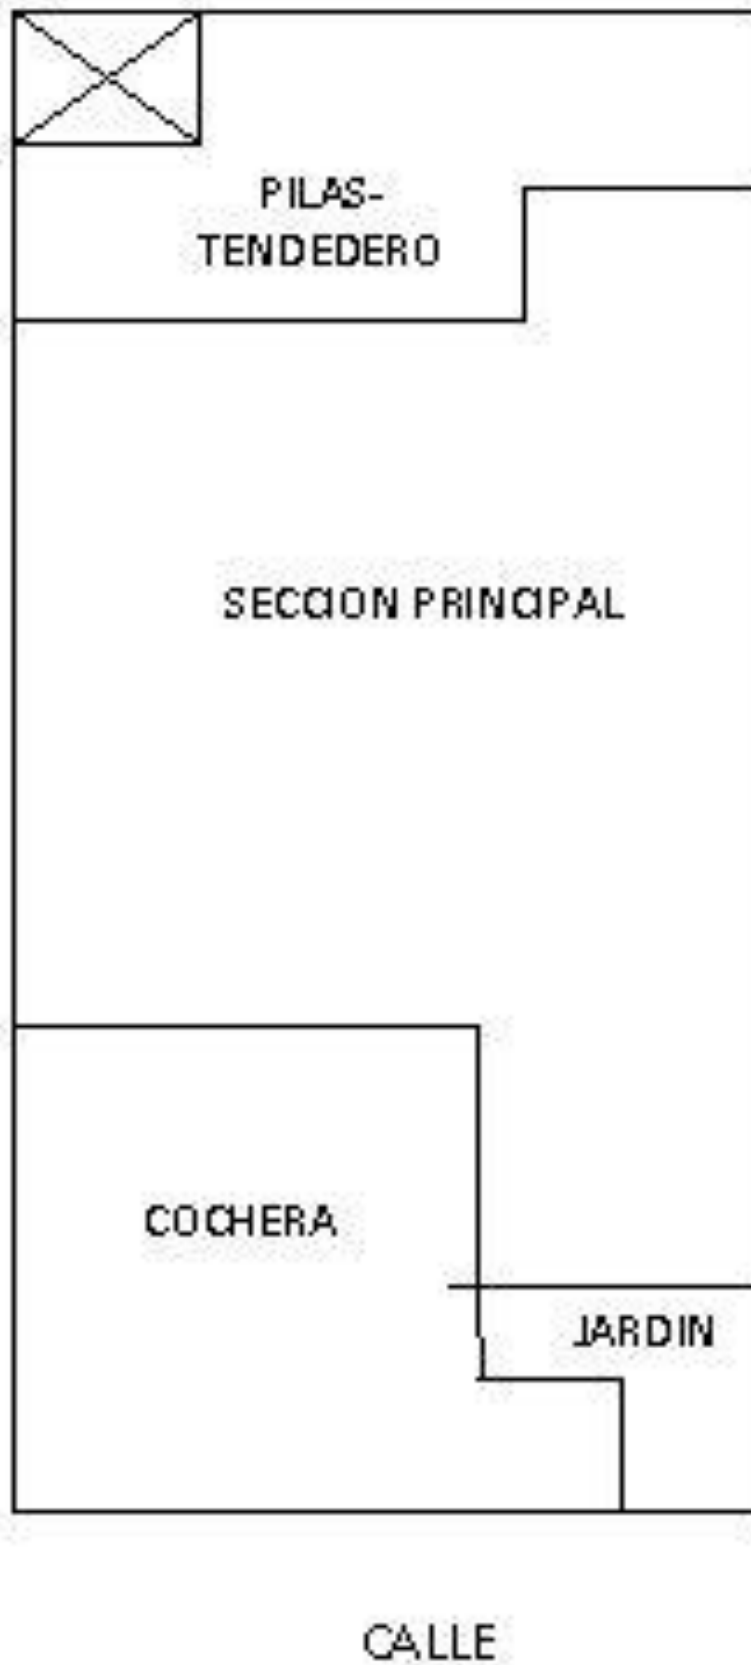 PILAS-
TENDEDERO
SECCION PRINCIPAL
COCHERA
JARDIN
CALLE